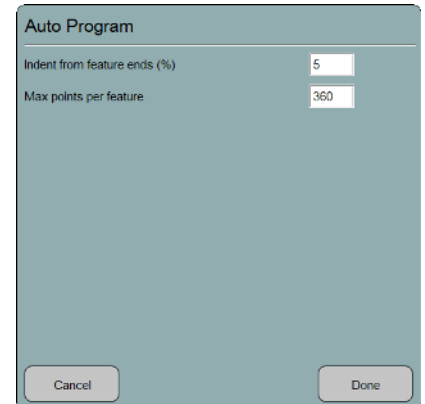 Auto Program
Indent from feature ends (%) 5
Max points per feature 360
Cancel Done